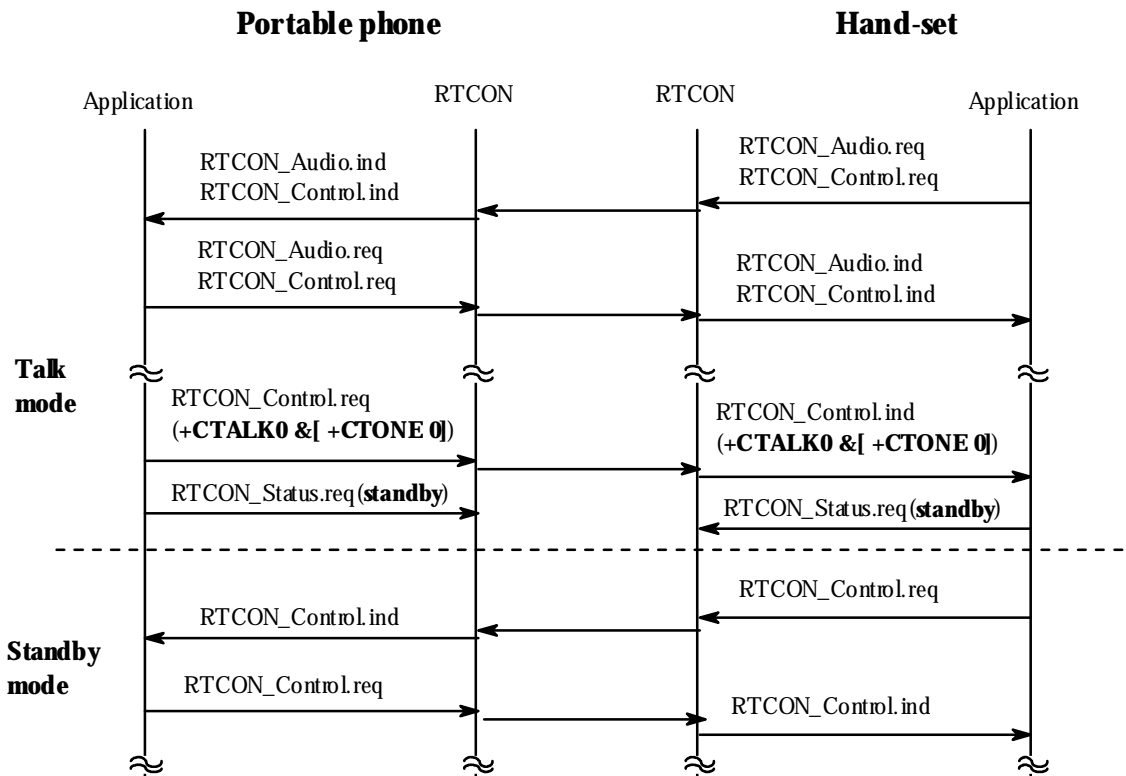 Portable phone
Hand-set
Application
RTCON
RTCON
Application
RTCON_Audio.ind
RTCON_Control.ind
RTCON_Audio.req
RTCON_Control.req
RTCON_Audio.req
RTCON_Control.req
RTCON_Audio.ind
RTCON_Control.ind
Talk
mode
RTCON_Control.req
(+CTALK0 &[ +CTONE 0])
RTCON_Control.ind
(+CTALK0 &[ +CTONE 0])
RTCON_Status.req(standby)
RTCON_Status.req(standby)
Standby
mode
RTCON_Control.ind
RTCON_Control.req
RTCON_Control.req
RTCON_Control.ind